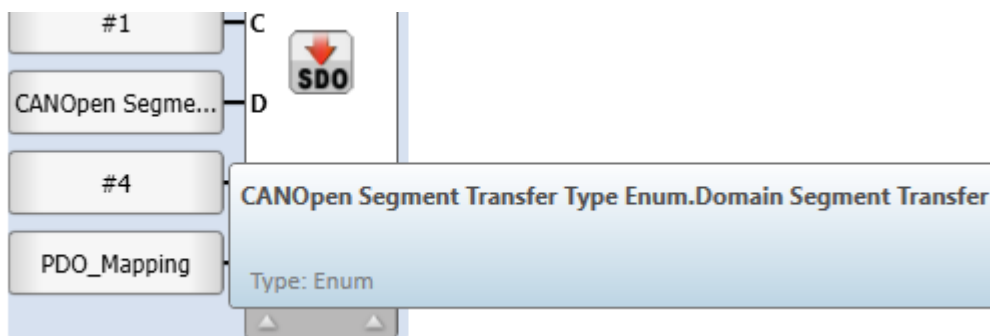 #1
C
SDO
CANOpen Segme...
D
#4
CANOpen Segment Transfer Type Enum.Domain Segment Transfer
PDO_Mapping
Type: Enum